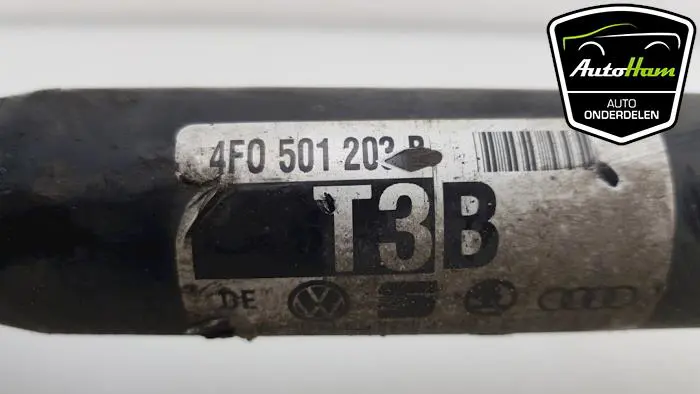 AutoHam
AUTO
ONDERDELEN
4F0 501 203
T3B
DE